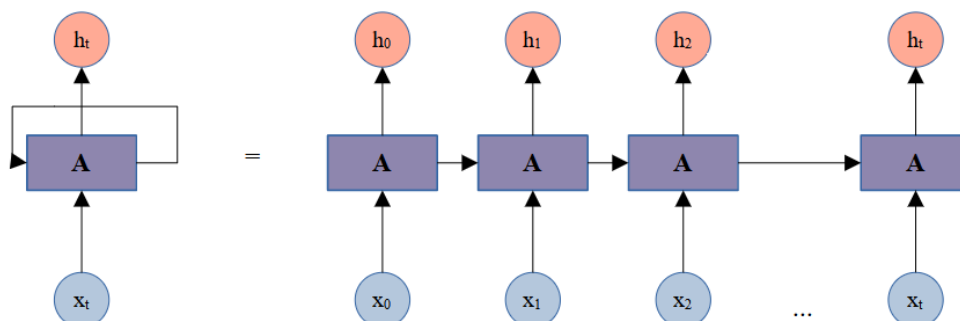 hₜ h₀ h₁ h₂ hₜ
A = A A A A
xₜ x₀ x₁ x₂ ... xₜ